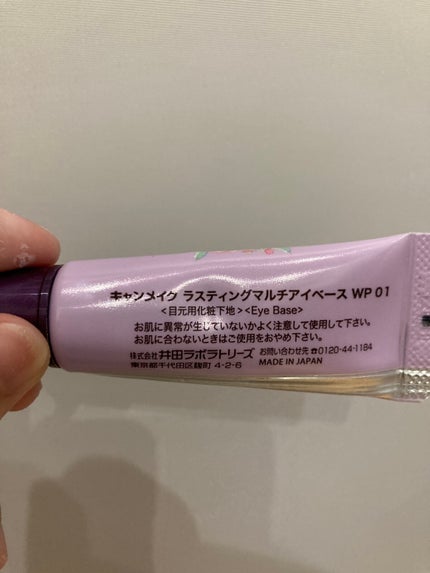 キャンメイク ラスティングマルチアイベース WP 01
<目元用化粧下地> <Eye Base>
お肌に異常が生じていないかよく注意して使用して下さい。
お肌に合わないときはご使用をおやめ下さい。
株式会社 井田ラボラトリーズ お問い合わせ先 ☎0120-44-1184
東京都千代田区麹町 4-2-6 MADE IN JAPAN